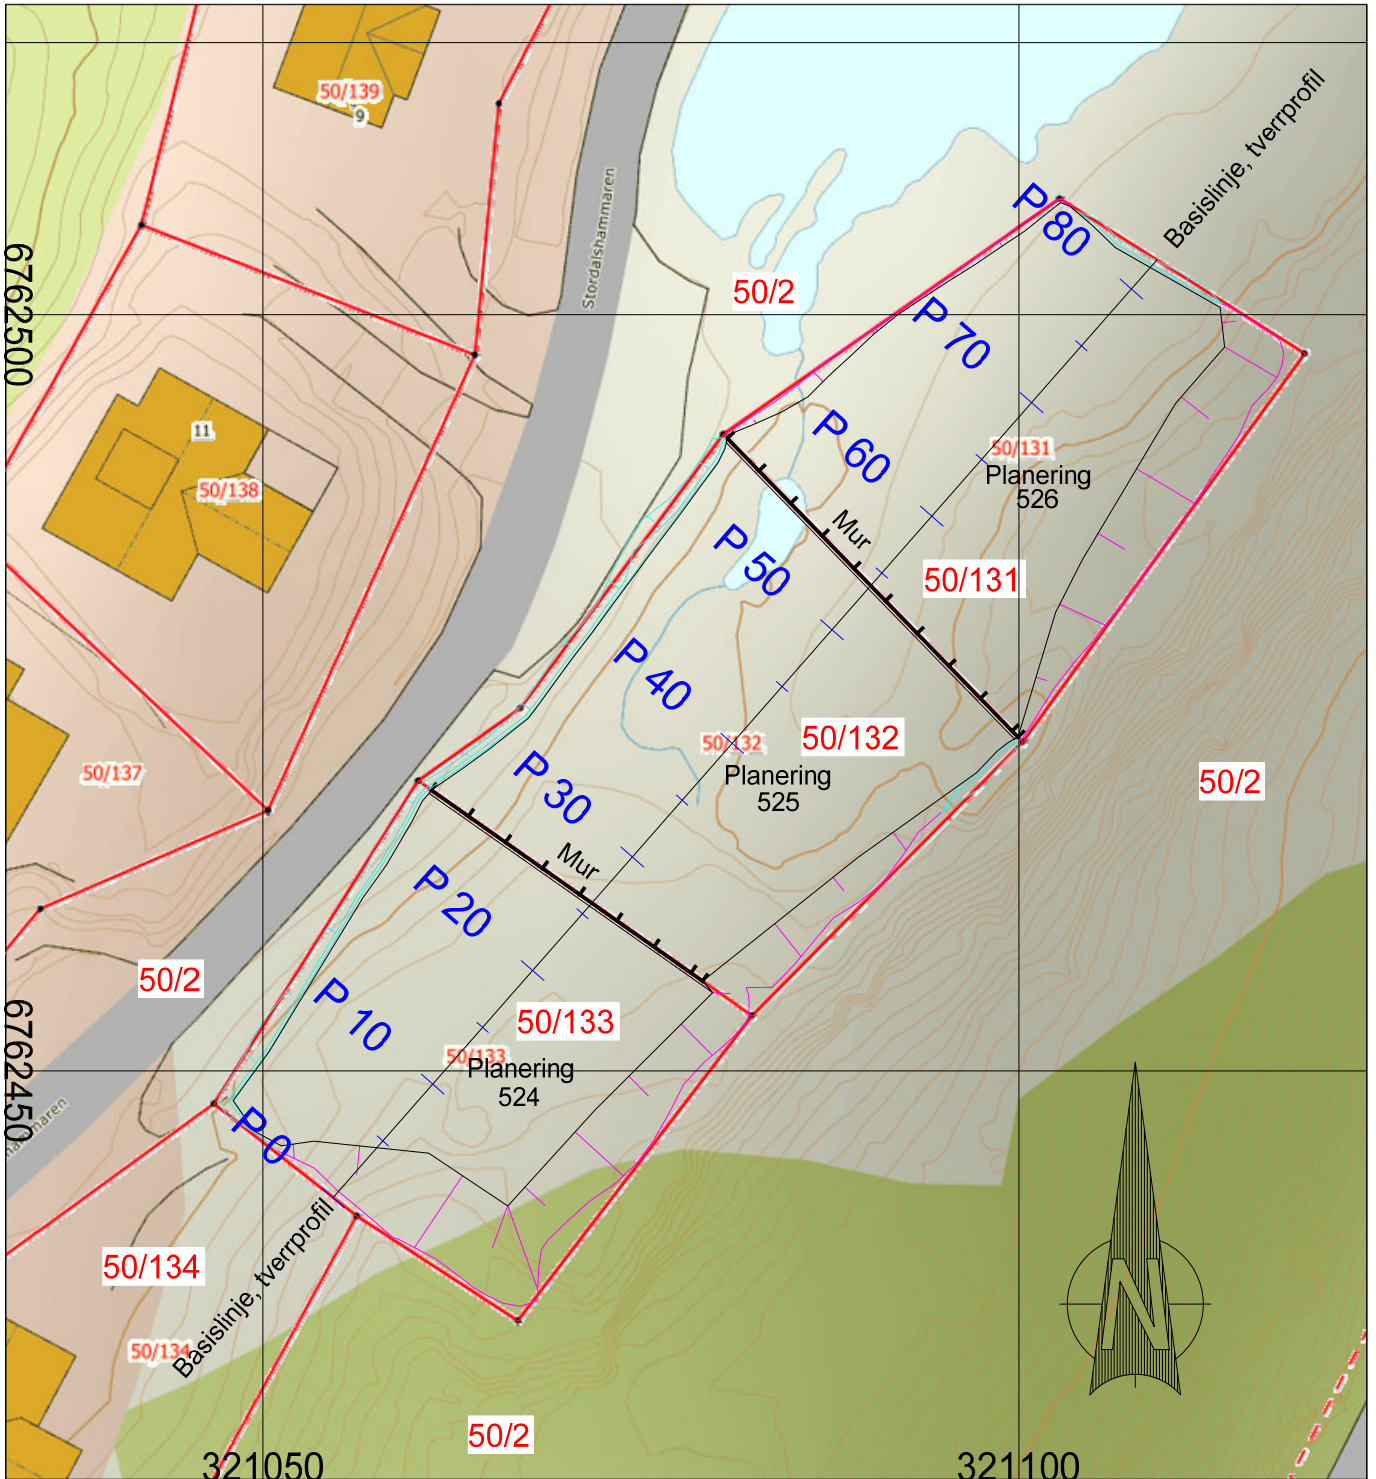 50/139
9
Stordalshammaren
Basislinje, tverrprofil
P 80
6762500
50/2
P 70
11
50/138
P 60
50/131
Planering
526
Mur
P 50
50/131
P 40
50/132
50/132
Planering
525
50/137
P 30
50/2
Mur
P 20
50/2
P 10
50/133
6762450
50/133
Planering
524
P 0
50/134
Basislinje, tverrprofil
50/134
50/2
N
321050
321100